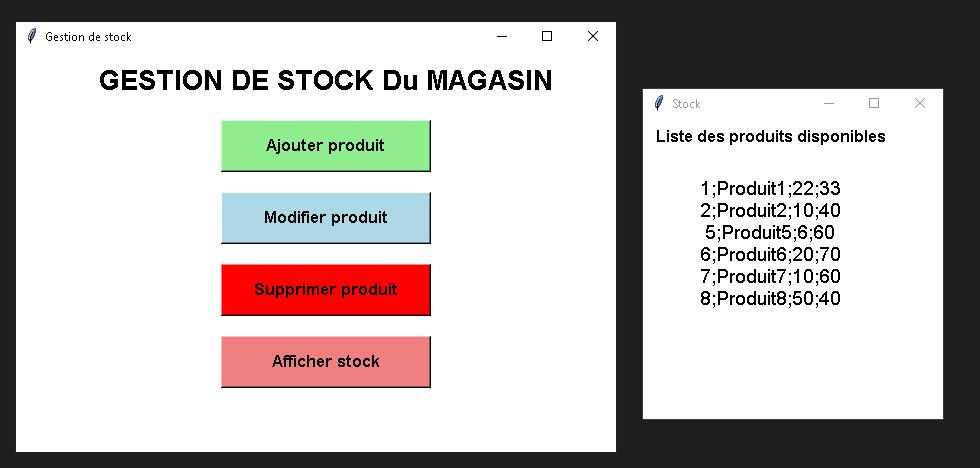 Gestion de stock
GESTION DE STOCK Du MAGASIN
Ajouter produit
Modifier produit
Supprimer produit
Afficher stock
Stock
Liste des produits disponibles
1;Produit1;22;33
2;Produit2;10;40
5;Produit5;6;60
6;Produit6;20;70
7;Produit7;10;60
8;Produit8;50;40